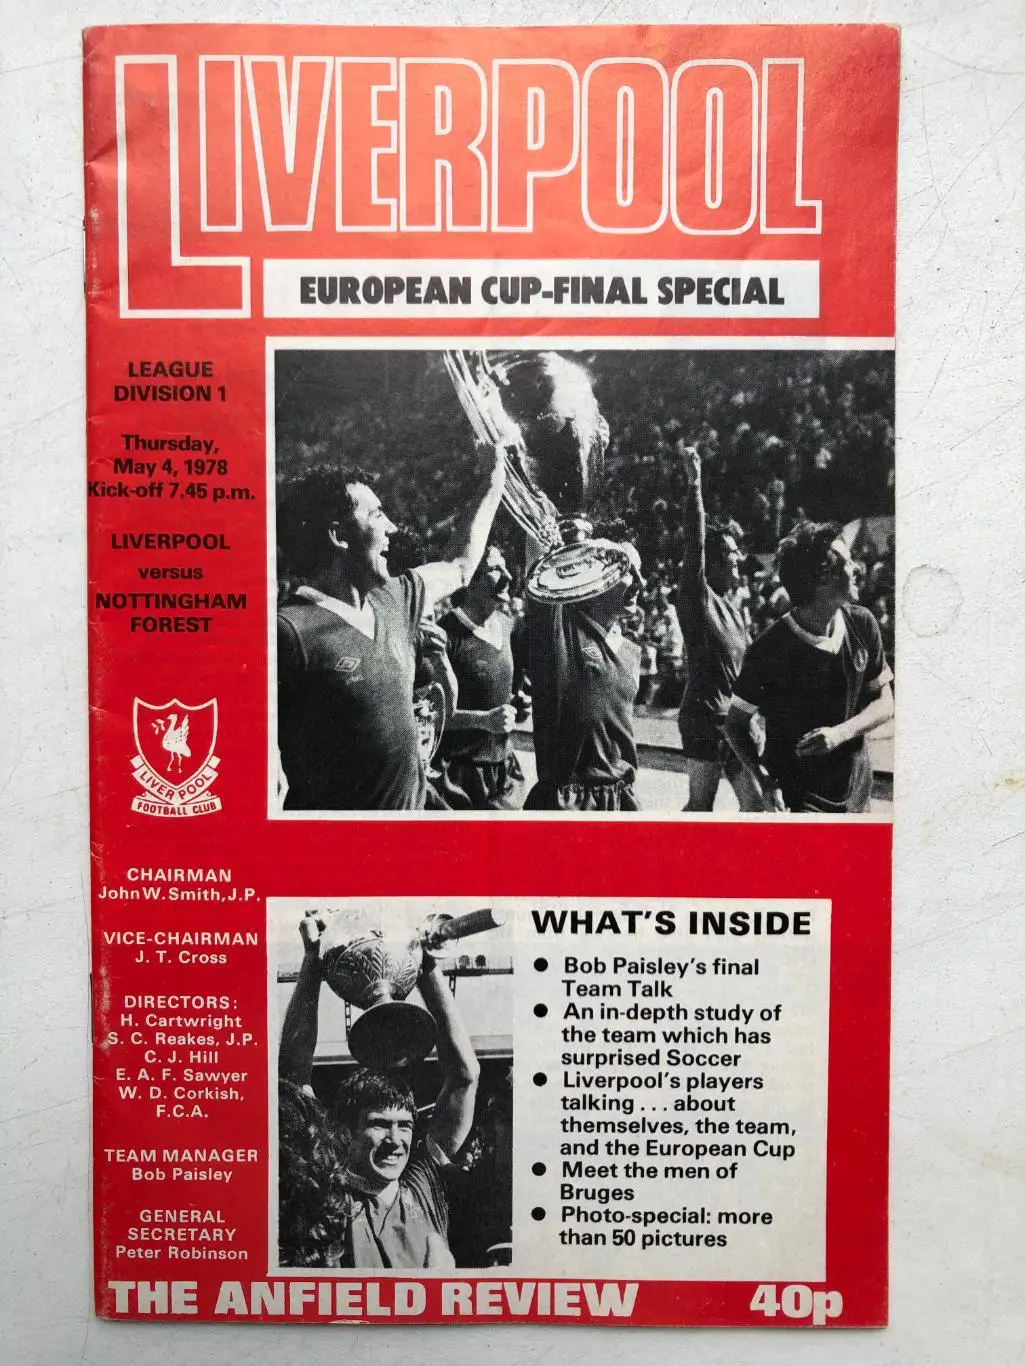 LIVERPOOL
EUROPEAN CUP-FINAL SPECIAL
LEAGUE
DIVISION 1
Thursday,
May 4, 1978
Kick-off 7.45 p.m.
LIVERPOOL
versus
NOTTINGHAM
FOREST
LIVERPOOL
FOOTBALL CLUB
CHAIRMAN
John W. Smith, J.P.
VICE-CHAIRMAN
J. T. Cross
DIRECTORS:
H. Cartwright
S. C. Reakes, J.P.
C. J. Hill
E. A. F. Sawyer
W. D. Corkish,
F.C.A.
TEAM MANAGER
Bob Paisley
GENERAL
SECRETARY
Peter Robinson
WHAT'S INSIDE
● Bob Paisley's final
Team Talk
● An in-depth study of
the team which has
surprised Soccer
● Liverpool's players
talking . . . about
themselves, the team,
and the European Cup
● Meet the men of
Bruges
● Photo-special: more
than 50 pictures
THE ANFIELD REVIEW 40p